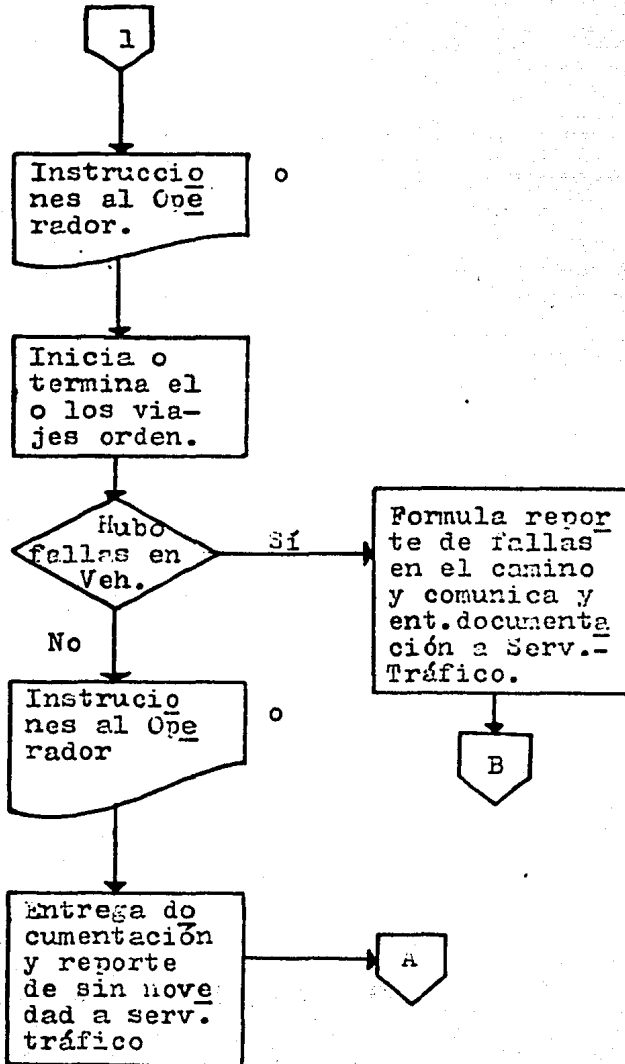 1
Instruccio
nes al Ope
rador.
o
Inicia o
termina el
o los via-
jes orden.
Hubo
fallas en
Veh.
Sí
No
Formula repor
te de fallas
en el camino
y comunica y
ent.documenta
ción a Serv.-
Tráfico.
B
Instrucio
nes al Ope
rador
o
Entrega do
cumentación
y reporte
de sin nove
dad a serv.
tráfico
A